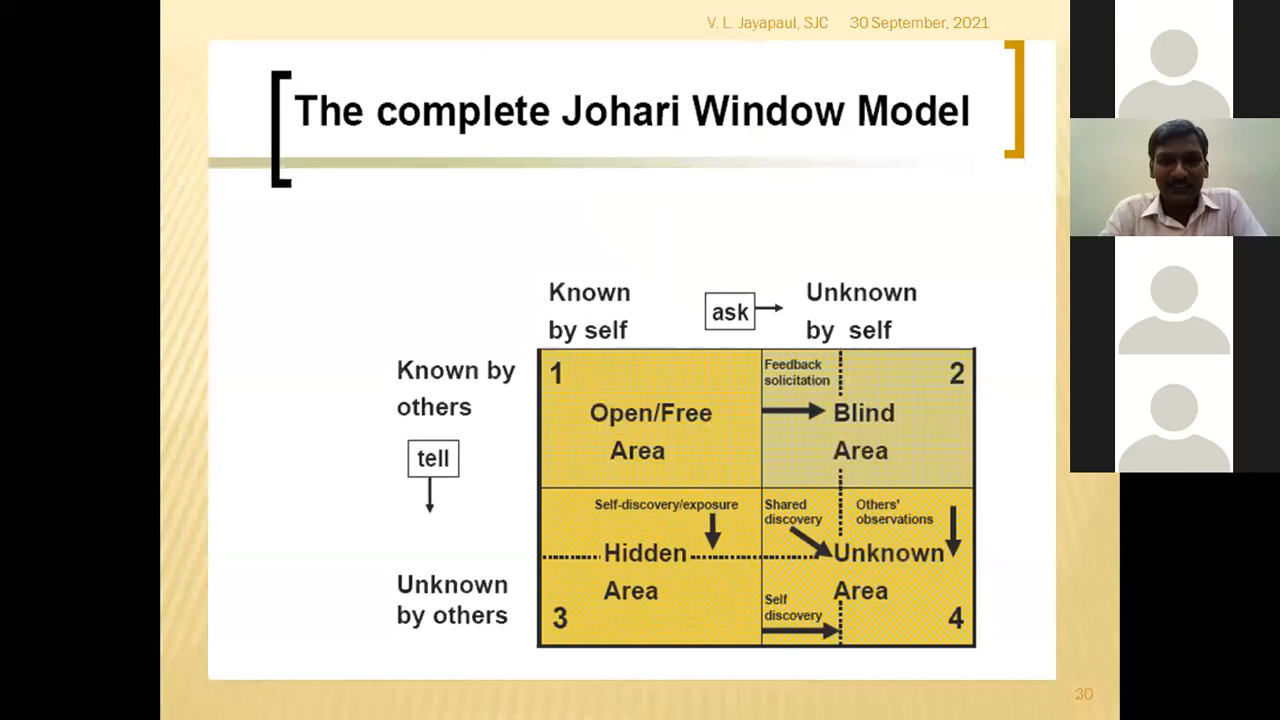 V. L. Jayapaul, SJC 30 September, 2021
The complete Johari Window Model
Known
by self
ask
Unknown
by self
Known by
others
tell
Unknown
by others
1
Open/Free
Area
Feedback
solicitation
2
Blind
Area
Self-discovery/exposure
Hidden
Area
3
Shared
discovery
Others'
observations
Unknown
Area
Self
discovery
4
30